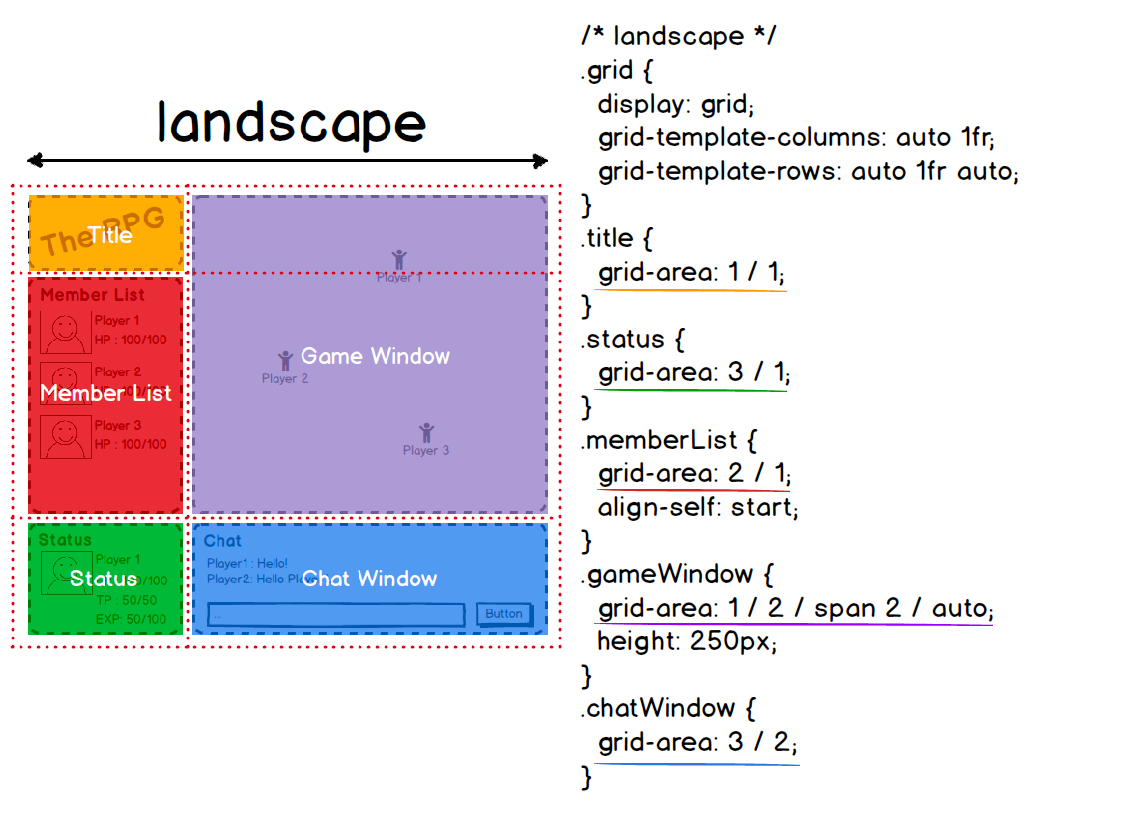 landscape
The RPG
Title
Member List
Player 1
HP : 100/100
Player 2
Member List
Player 3
HP : 100/100
Player 1
Game Window
Player 2
Player 3
Status
Player 1
Status
TP : 50/50
EXP: 50/100
Chat
Player1 : Hello!
Player2: Hello
Chat Window
...
Button
/* landscape */
.grid {
display: grid;
grid-template-columns: auto 1fr;
grid-template-rows: auto 1fr auto;
}
.title {
grid-area: 1 / 1;
}
.status {
grid-area: 3 / 1;
}
.memberList {
grid-area: 2 / 1;
align-self: start;
}
.gameWindow {
grid-area: 1 / 2 / span 2 / auto;
height: 250px;
}
.chatWindow {
grid-area: 3 / 2;
}